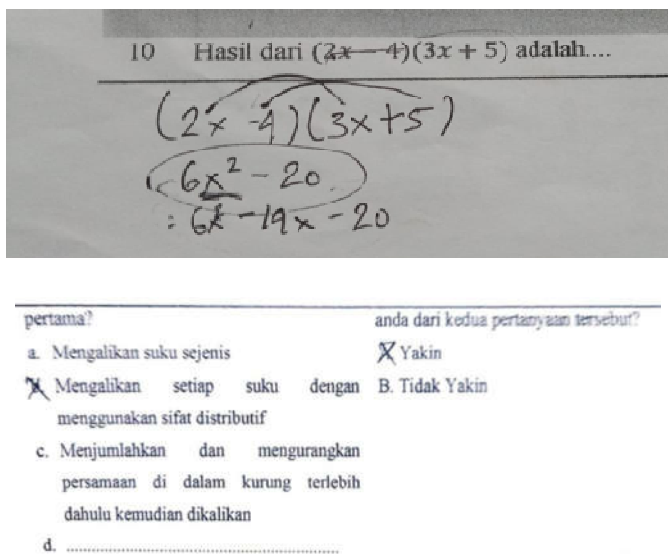 10 Hasil dari (2x − 4)(3x + 5) adalah....
(2x -4)(3x+5)
6x² - 20
: 6x - 19x - 20
pertama?
anda dari kedua pertanyaan tersebut?
a. Mengalikan suku sejenis
X Yakin
Mengalikan setiap suku dengan
B. Tidak Yakin
menggunakan sifat distributif
c. Menjumlahkan dan mengurangkan
persamaan di dalam kurung terlebih
dahulu kemudian dikalikan
d. ............................................................